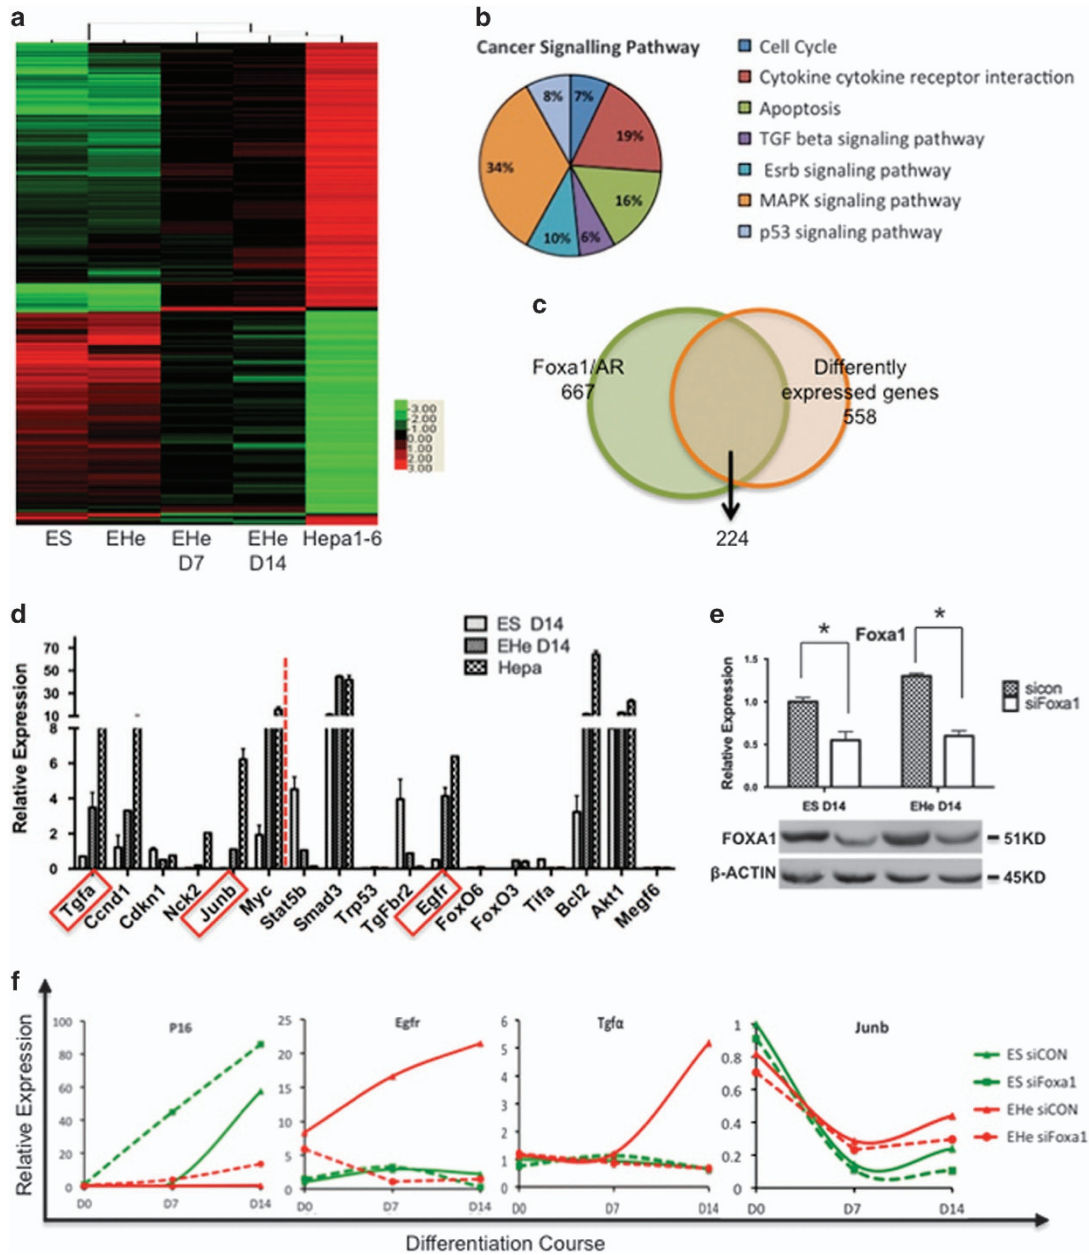 a
-3.00
-2.00
-1.00
0.00
1.00
2.00
3.00
ES
EHe
EHe D7
EHe D14
Hepa1-6
b
Cancer Signalling Pathway
7%
19%
16%
6%
10%
34%
8%
Cell Cycle
Cytokine cytokine receptor interaction
Apoptosis
TGF beta signaling pathway
Esrb signaling pathway
MAPK signaling pathway
p53 signaling pathway
c
Foxa1/AR
667
Differently
expressed genes
558
224
d
Relative Expression
70
50
30
10
8
6
4
2
0
ES D14
EHe D14
Hepa
Tgfa
Ccnd1
Cdkn1
Nck2
Junb
Myc
Stat5b
Smad3
Trp53
TgFbr2
Egfr
FoxO6
FoxO3
Tifa
Bcl2
Akt1
Megf6
e
Foxa1
*
*
Relative Expression
1.5
1.0
0.5
0.0
ES D14
EHe D14
sicon
siFoxa1
FOXA1
51KD
β-ACTIN
45KD
f
Relative Expression
P16
100
80
60
40
20
0
D0
D7
D14
Egfr
25
20
15
10
5
0
D0
D7
D14
Tgfα
6
5
4
3
2
1
0
D0
D7
D14
Junb
1
0.8
0.6
0.4
0.2
0
D0
D7
D14
ES siCON
ES siFoxa1
EHe siCON
EHe siFoxa1
Differentiation Course